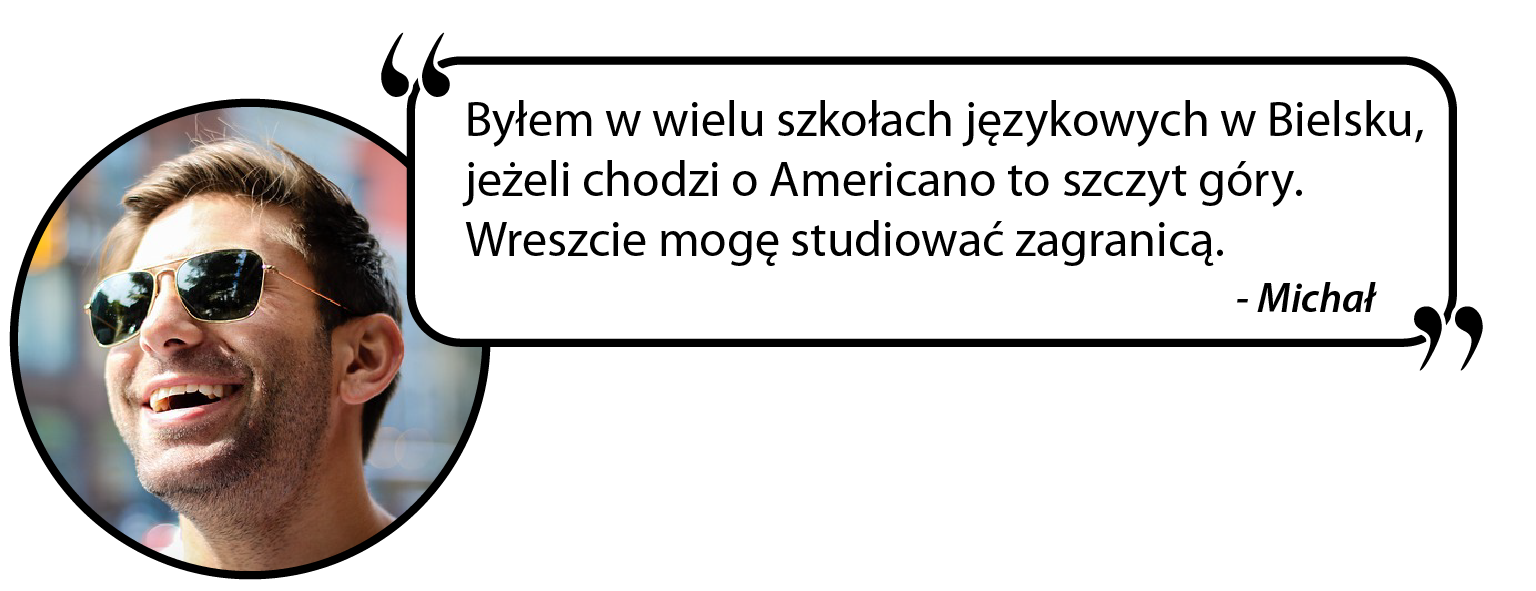 Byłem w wielu szkołach językowych w Bielsku,
jeżeli chodzi o Americano to szczyt góry.
Wreszcie mogę studiować zagranicą.
- Michał